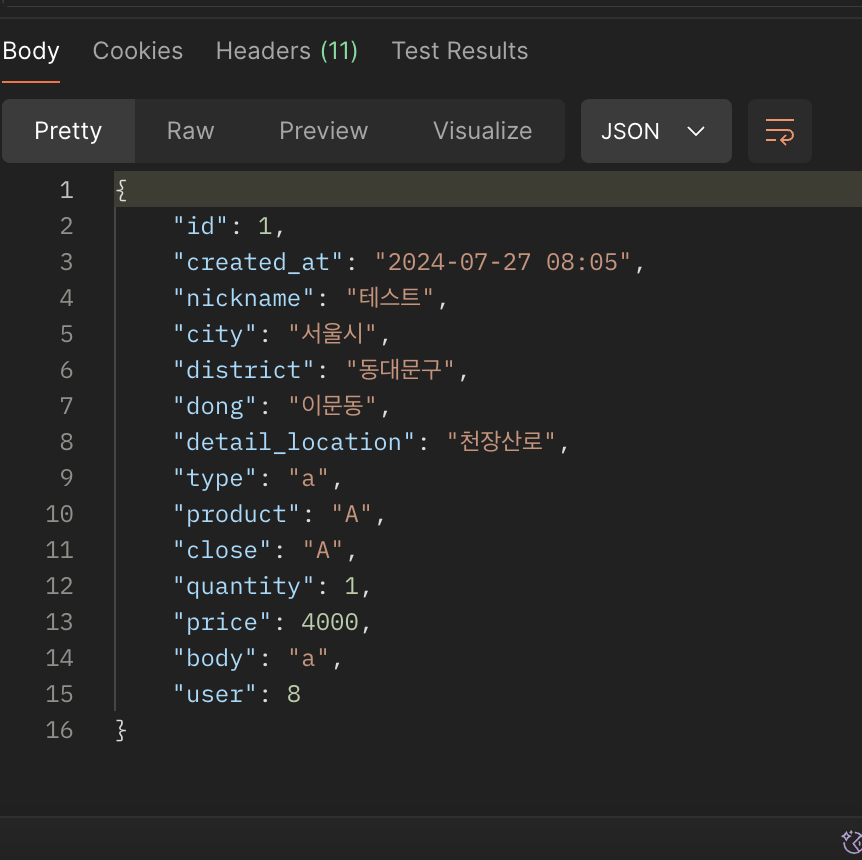 Body Cookies Headers (11) Test Results
Pretty Raw Preview Visualize JSON
1 {
2 "id": 1,
3 "created_at": "2024-07-27 08:05",
4 "nickname": "테스트",
5 "city": "서울시",
6 "district": "동대문구",
7 "dong": "이문동",
8 "detail_location": "천장산로",
9 "type": "a",
10 "product": "A",
11 "close": "A",
12 "quantity": 1,
13 "price": 4000,
14 "body": "a",
15 "user": 8
16 }